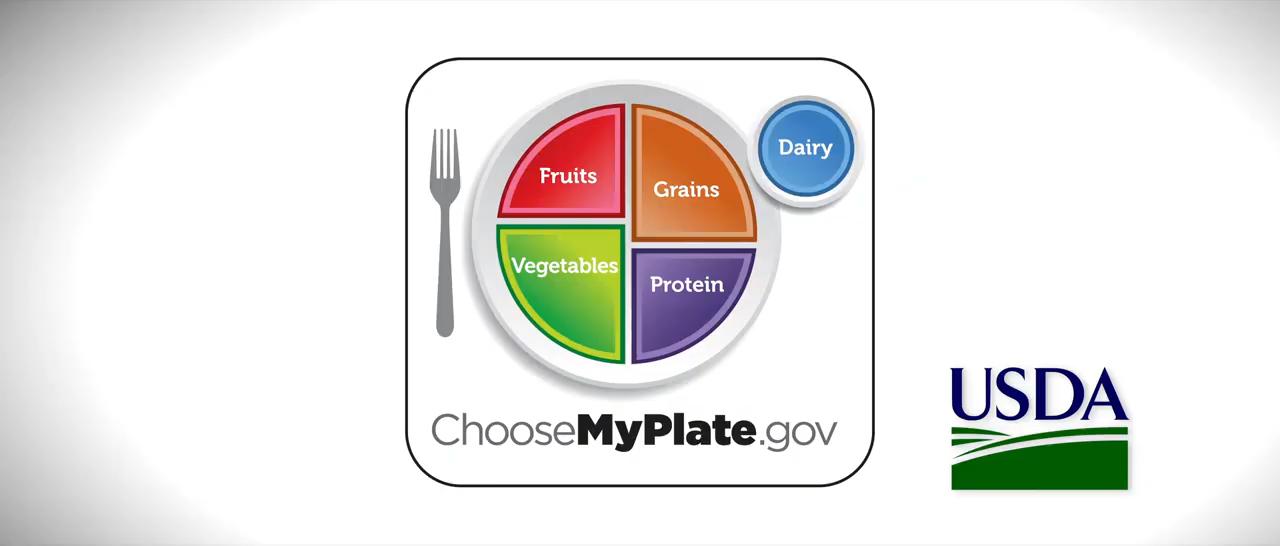 Fruits
Grains
Dairy
Vegetables
Protein
ChooseMyPlate.gov
USDA